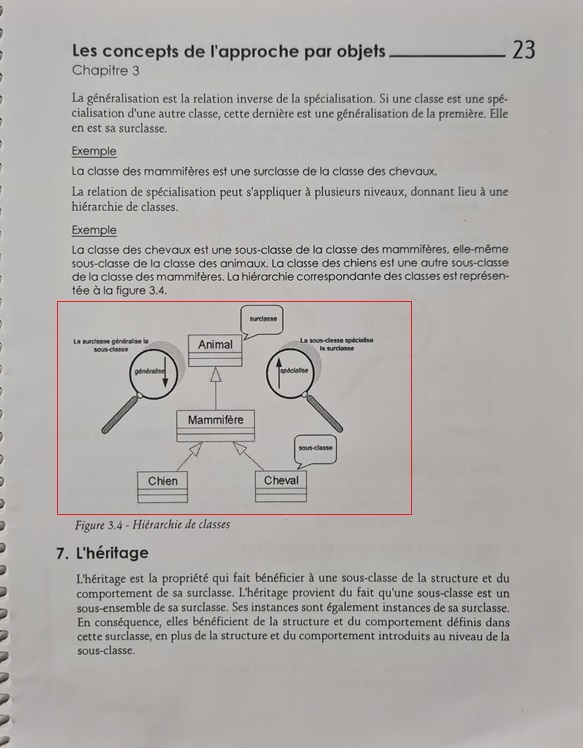 Les concepts de l'approche par objets 23
Chapitre 3
La généralisation est la relation inverse de la spécialisation. Si une classe est une spé-
cialisation d'une autre classe, cette dernière est une généralisation de la première. Elle
en est sa surclasse.
Exemple
La classe des mammifères est une surclasse de la classe des chevaux.
La relation de spécialisation peut s'appliquer à plusieurs niveaux, donnant lieu à une
hiérarchie de classes.
Exemple
La classe des chevaux est une sous-classe de la classe des mammifères, elle-même
sous-classe de la classe des animaux. La classe des chiens est une autre sous-classe
de la classe des mammifères. La hiérarchie correspondante des classes est représen-
tée à la figure 3.4.
surclasse
La surclasse généralise la
sous-classe
Animal
La sous-classe spécialise
la surclasse
généralise
spécialise
Mammifère
sous-classe
Chien
Cheval
Figure 3.4 - Hiérarchie de classes
7. L'héritage
L'héritage est la propriété qui fait bénéficier à une sous-classe de la structure et du
comportement de sa surclasse. L'héritage provient du fait qu'une sous-classe est un
sous-ensemble de sa surclasse. Ses instances sont également instances de sa surclasse.
En conséquence, elles bénéficient de la structure et du comportement définis dans
cette surclasse, en plus de la structure et du comportement introduits au niveau de la
sous-classe.